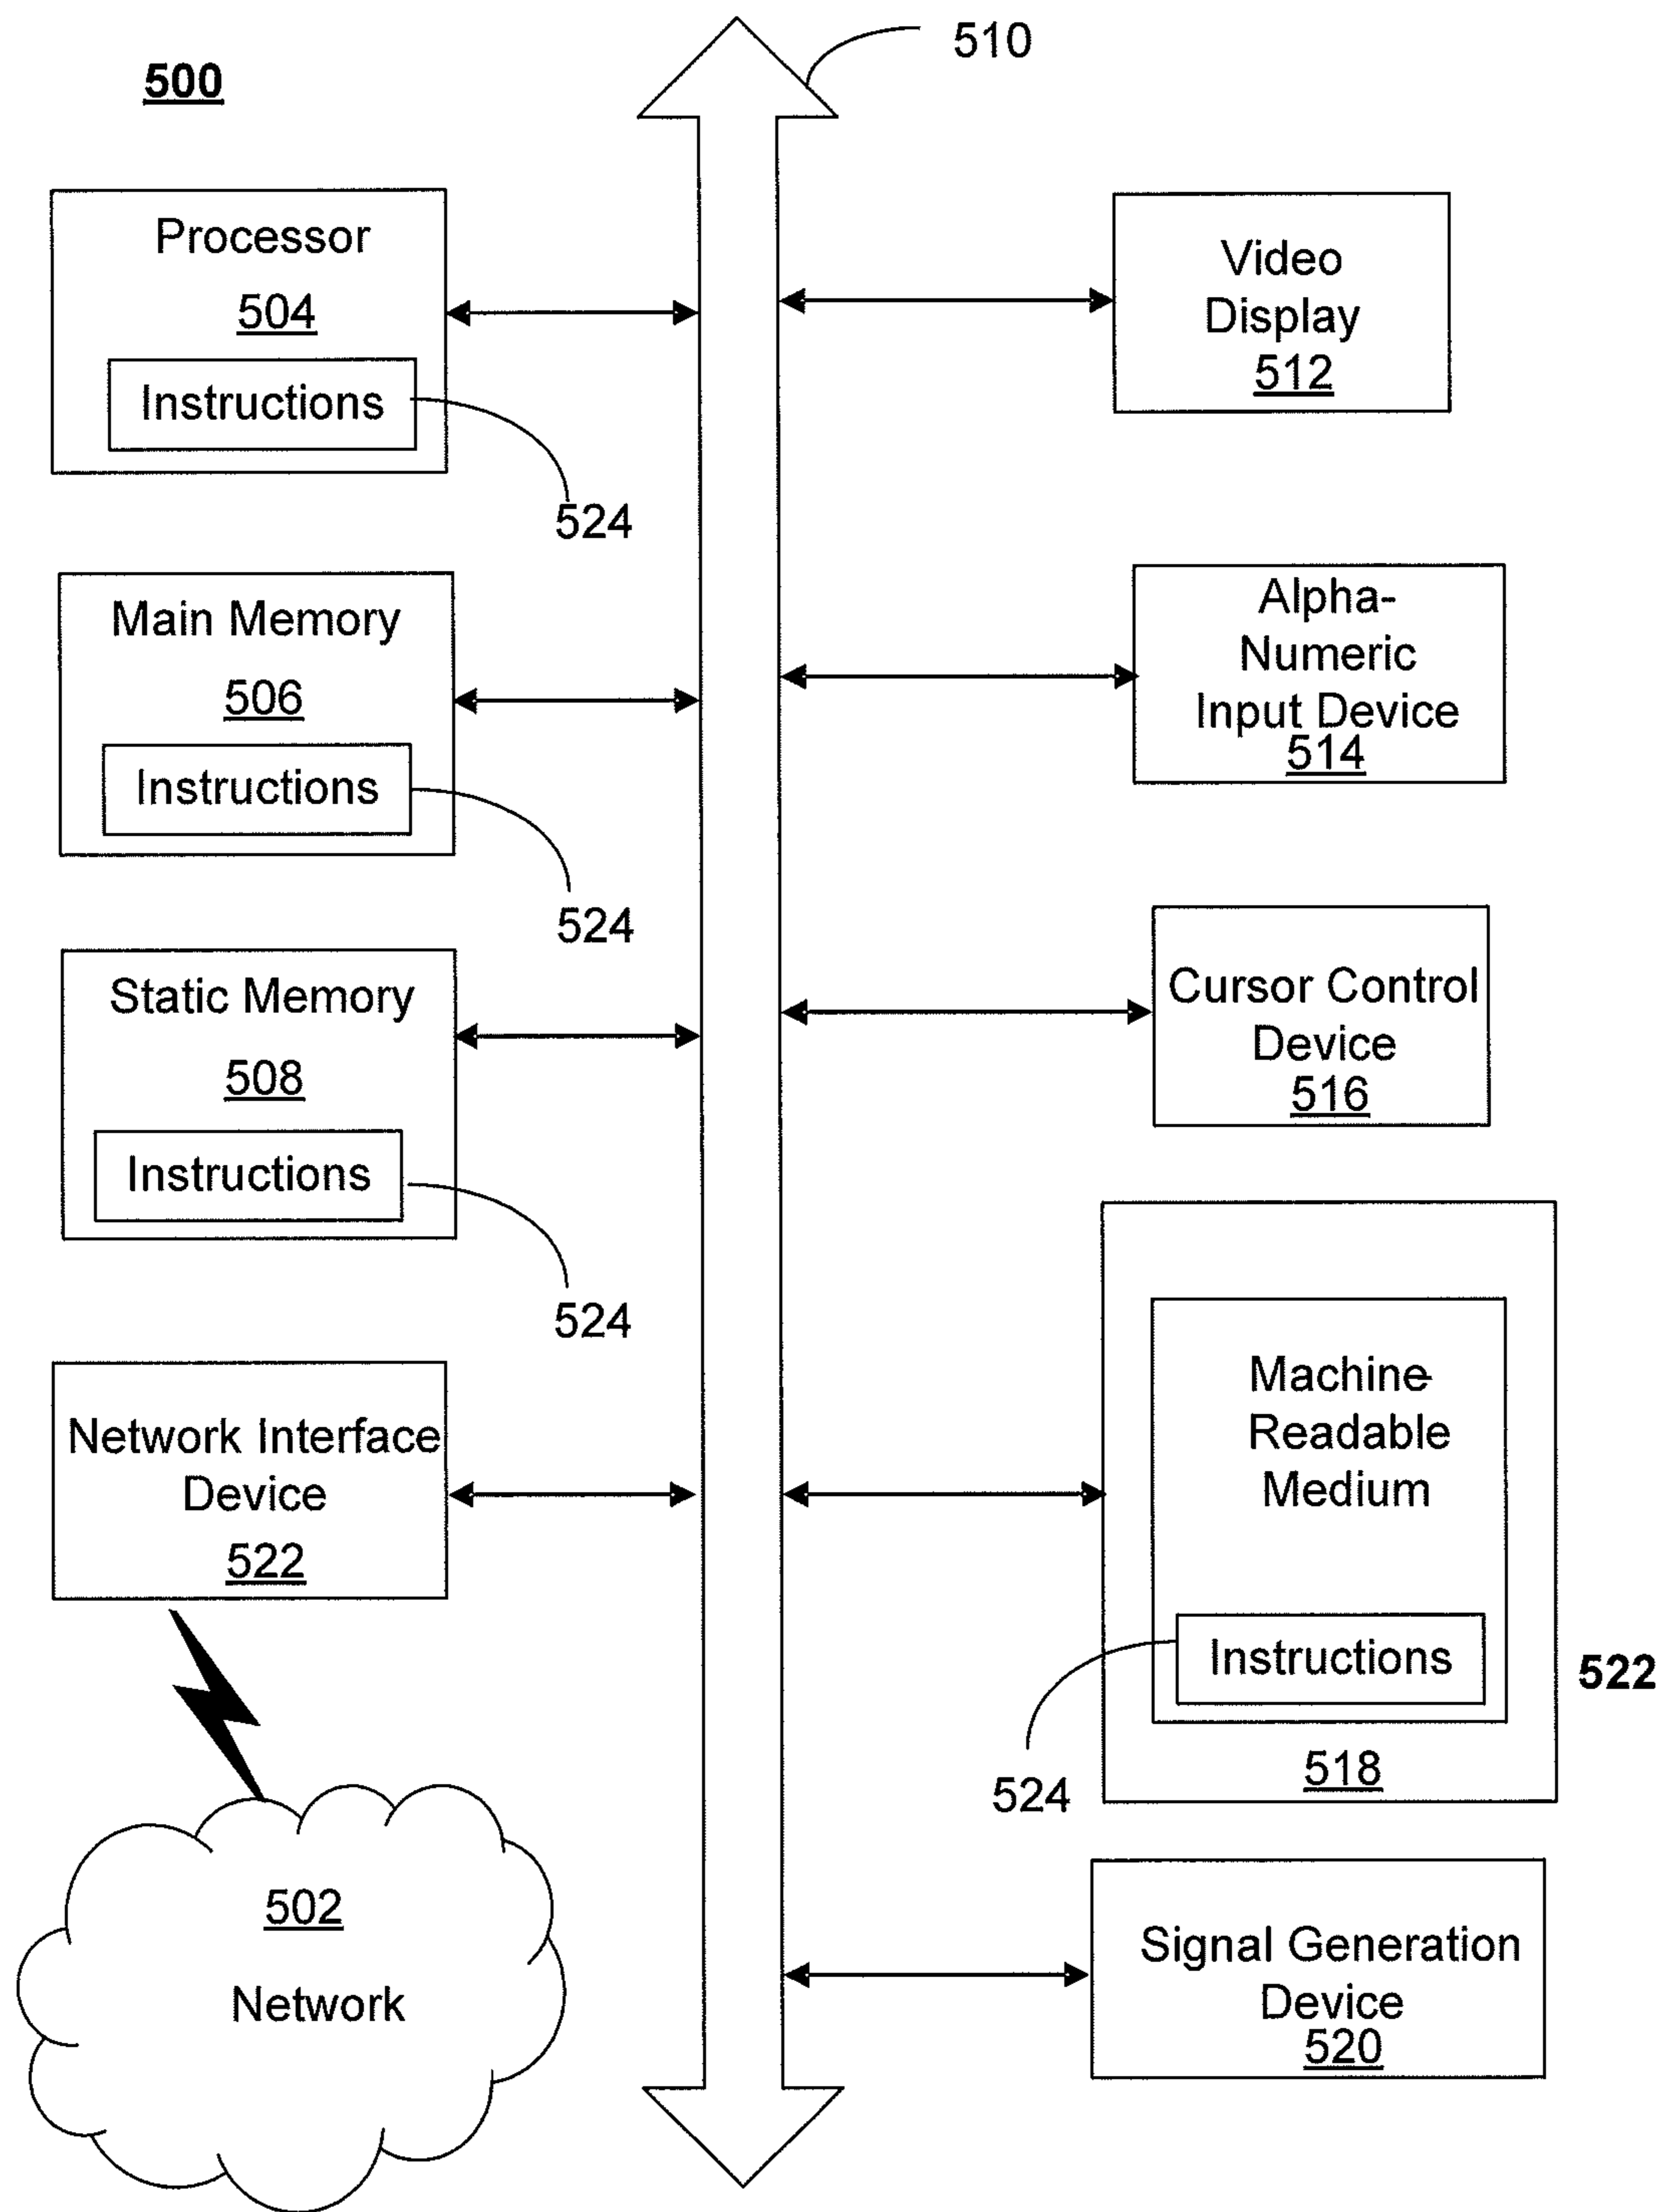 500
510
Processor
504
Instructions
524
Main Memory
506
Instructions
524
Static Memory
508
Instructions
524
Network Interface
Device
522
502
Network
Video
Display
512
Alpha-
Numeric
Input Device
514
Cursor Control
Device
516
Machine-
Readable
Medium
Instructions
524
518
522
Signal Generation
Device
520